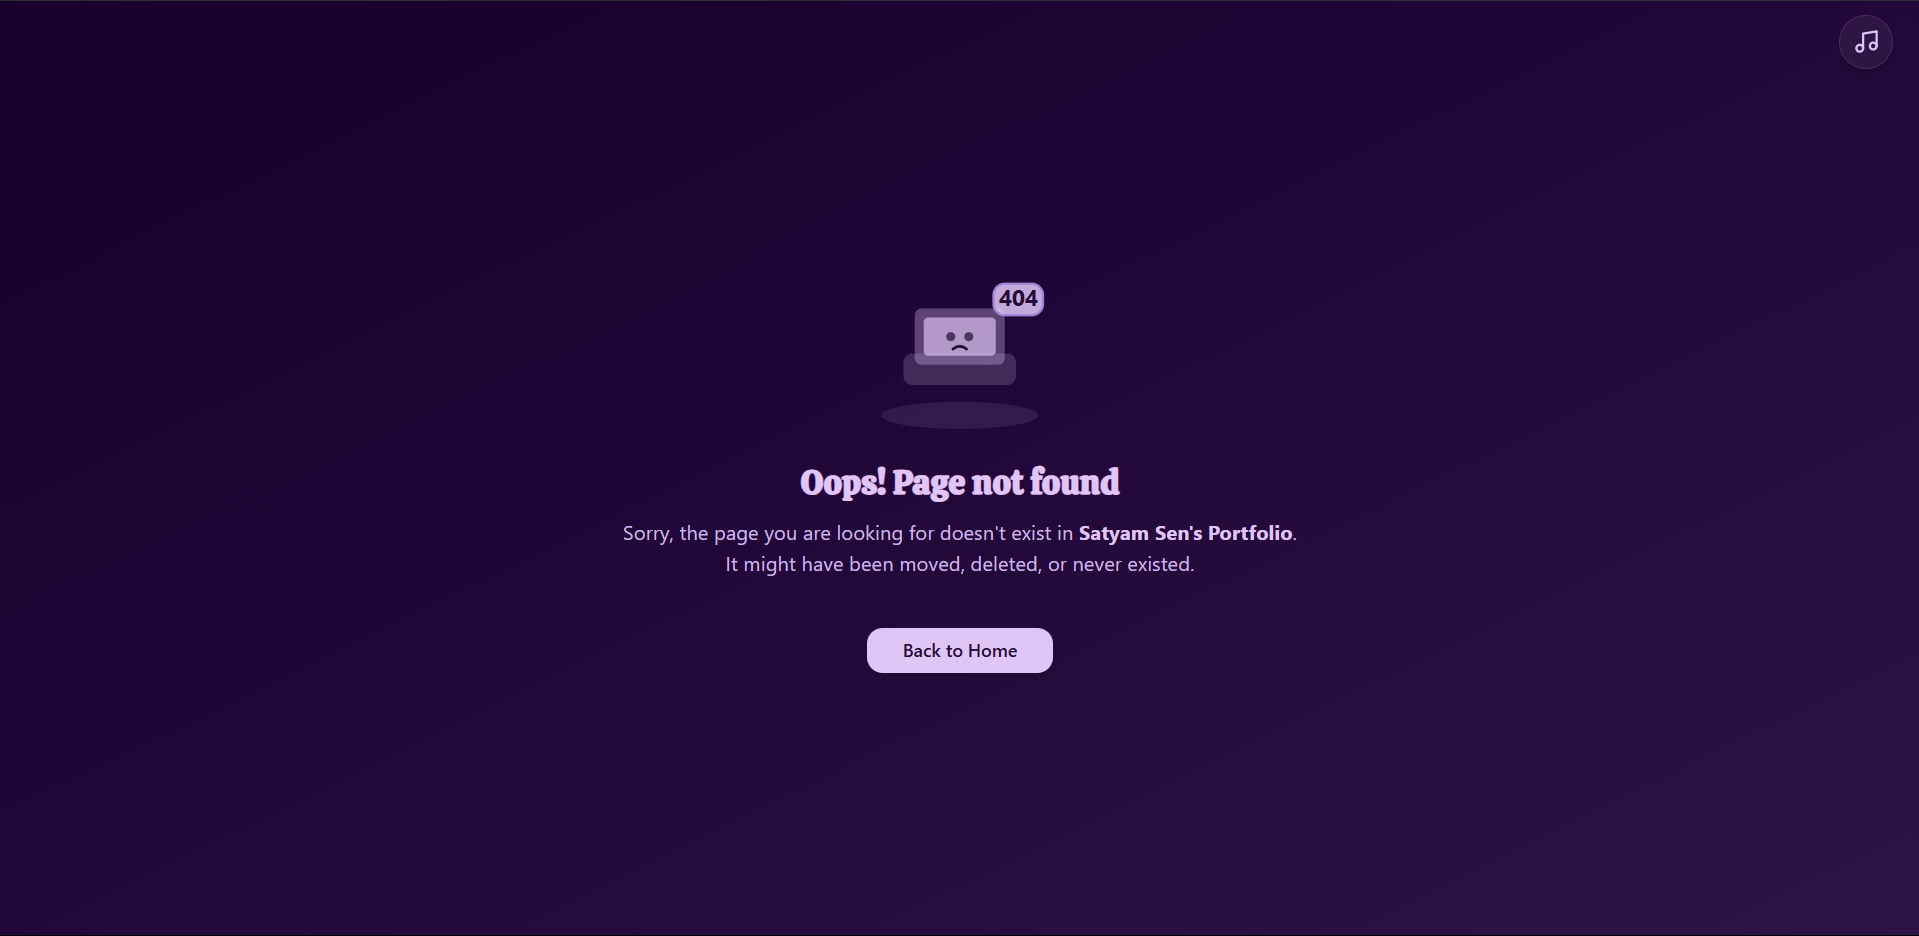 404
Oops! Page not found
Sorry, the page you are looking for doesn't exist in Satyam Sen's Portfolio.
It might have been moved, deleted, or never existed.
Back to Home